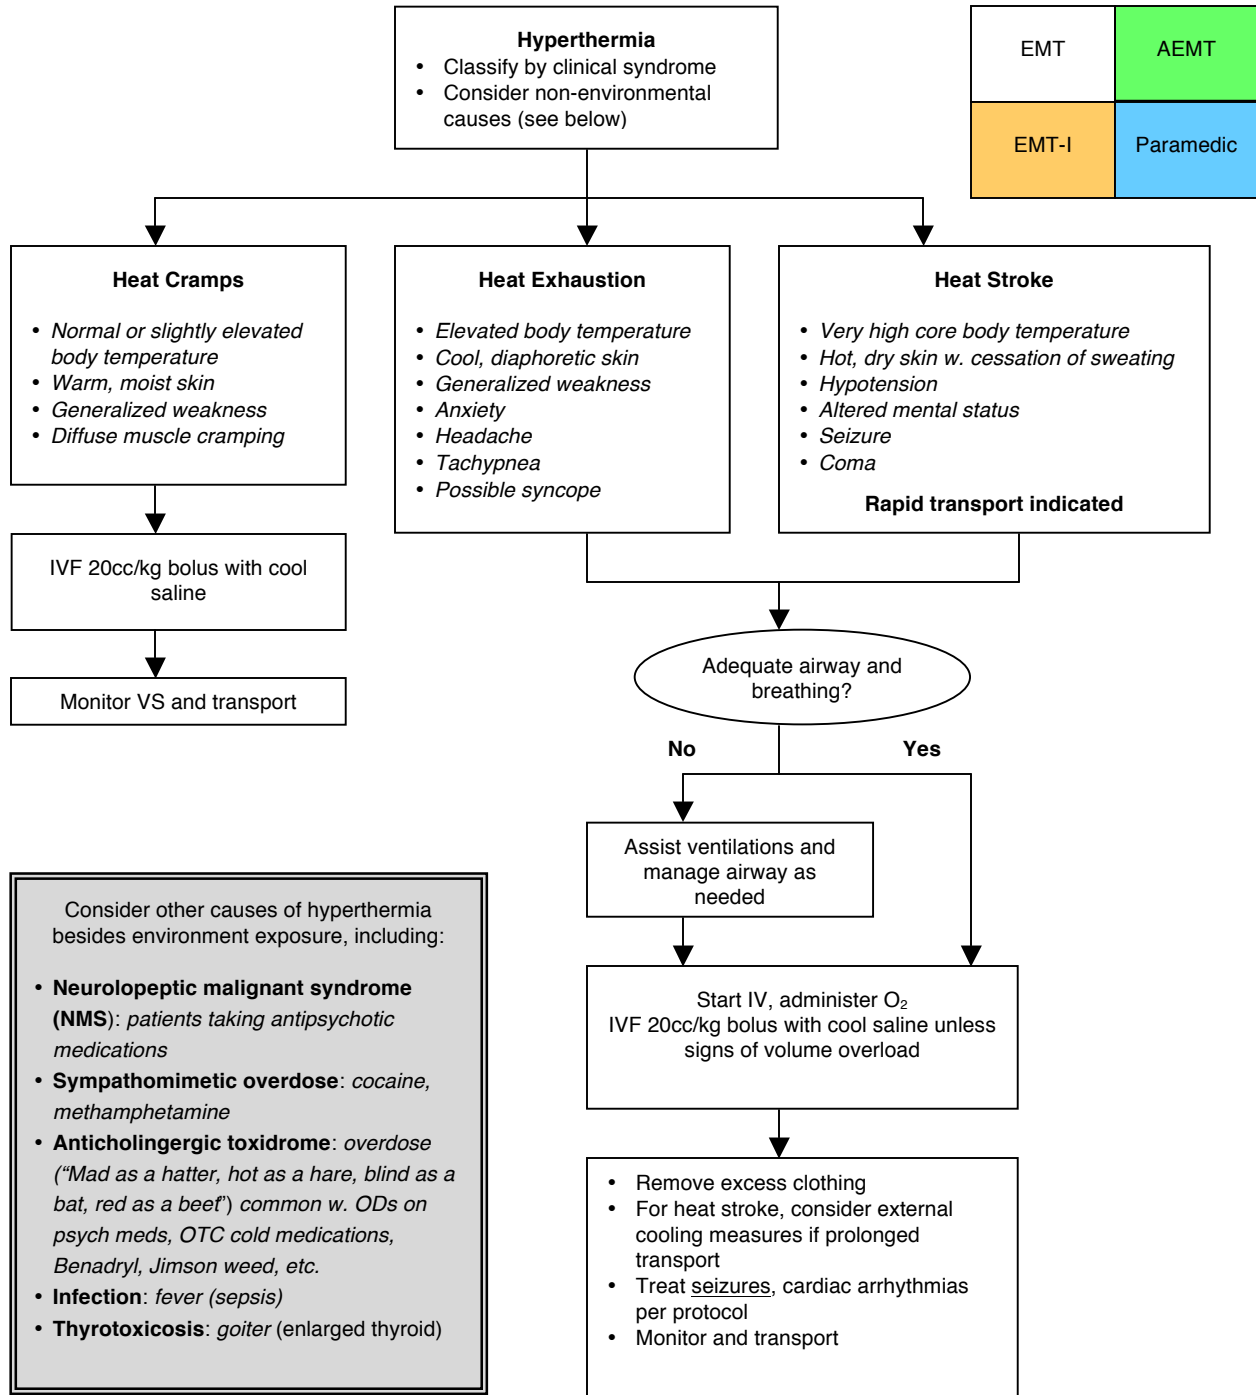 Hyperthermia
• Classify by clinical syndrome
• Consider non-environmental
causes (see below)
EMT
AEMT
EMT-I
Paramedic
Heat Cramps
• Normal or slightly elevated
body temperature
• Warm, moist skin
• Generalized weakness
• Diffuse muscle cramping
Heat Exhaustion
• Elevated body temperature
• Cool, diaphoretic skin
• Generalized weakness
• Anxiety
• Headache
• Tachypnea
• Possible syncope
Heat Stroke
• Very high core body temperature
• Hot, dry skin w. cessation of sweating
• Hypotension
• Altered mental status
• Seizure
• Coma
Rapid transport indicated
IVF 20cc/kg bolus with cool
saline
Monitor VS and transport
Adequate airway and
breathing?
No
Yes
Assist ventilations and
manage airway as
needed
Start IV, administer O₂
IVF 20cc/kg bolus with cool saline unless
signs of volume overload
• Remove excess clothing
• For heat stroke, consider external
cooling measures if prolonged
transport
• Treat seizures, cardiac arrhythmias
per protocol
• Monitor and transport
Consider other causes of hyperthermia
besides environment exposure, including:
• Neurolopeptic malignant syndrome
(NMS): patients taking antipsychotic
medications
• Sympathomimetic overdose: cocaine,
methamphetamine
• Anticholingergic toxidrome: overdose
(“Mad as a hatter, hot as a hare, blind as a
bat, red as a beef”) common w. ODs on
psych meds, OTC cold medications,
Benadryl, Jimson weed, etc.
• Infection: fever (sepsis)
• Thyrotoxicosis: goiter (enlarged thyroid)